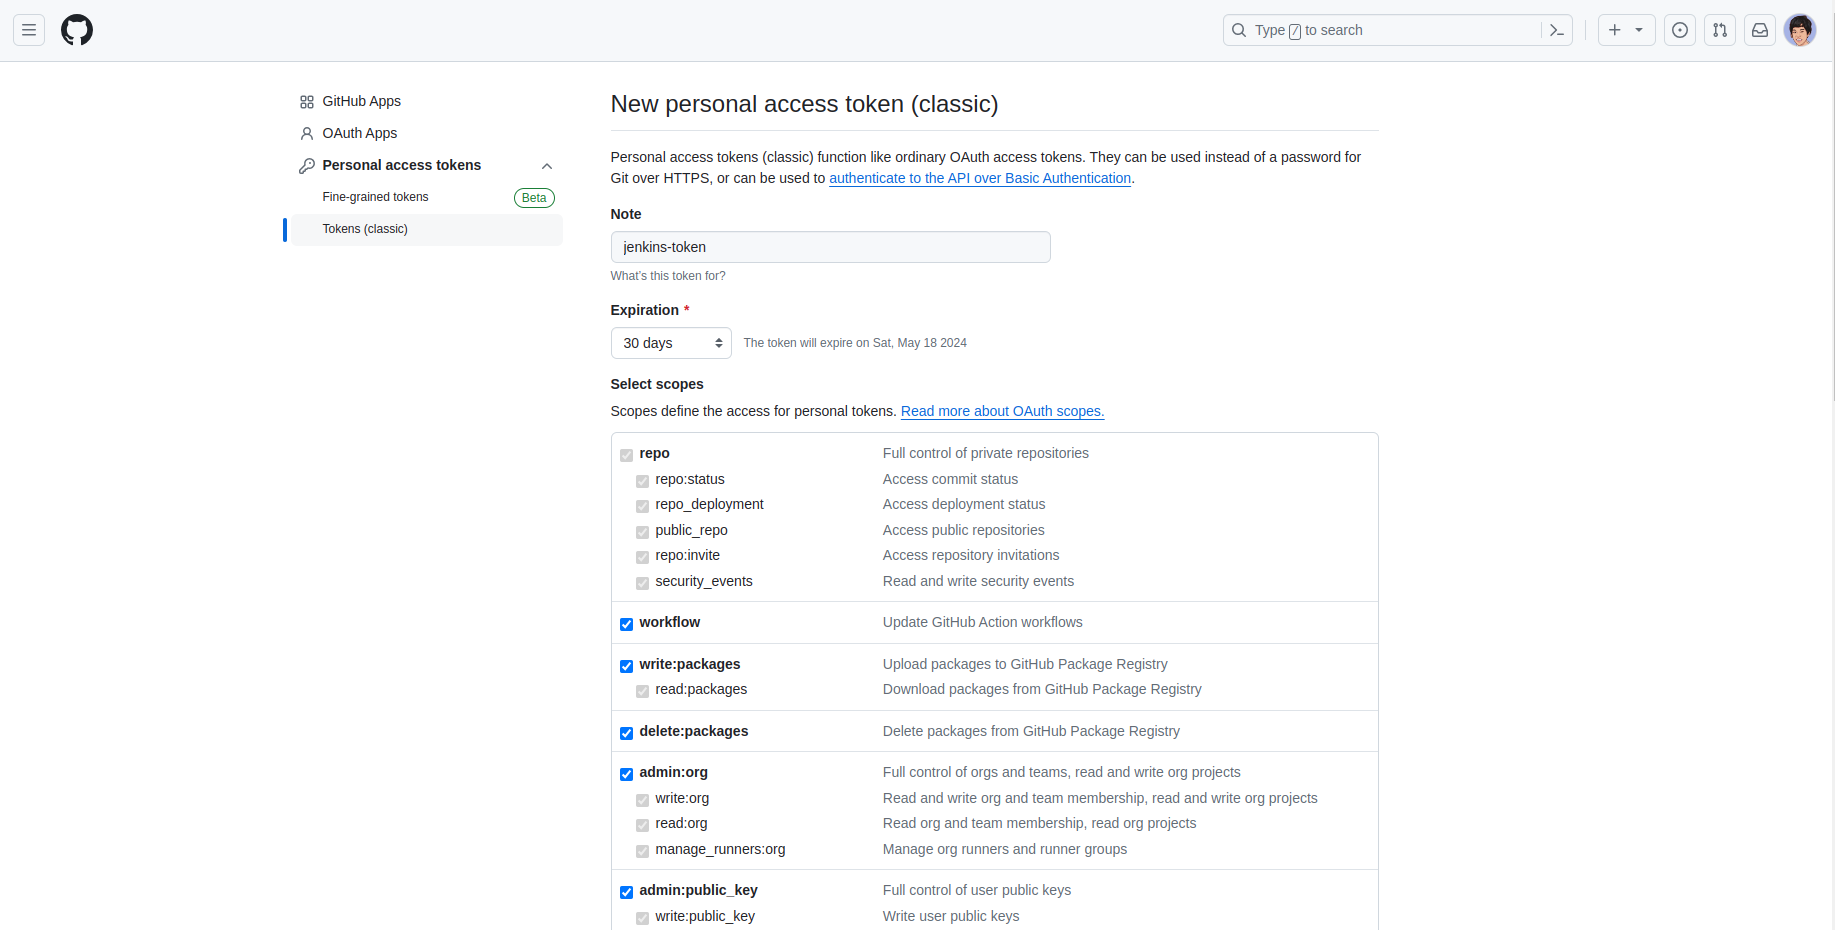 Type / to search
GitHub Apps
OAuth Apps
Personal access tokens
Fine-grained tokens Beta
Tokens (classic)
New personal access token (classic)
Personal access tokens (classic) function like ordinary OAuth access tokens. They can be used instead of a password for
Git over HTTPS, or can be used to authenticate to the API over Basic Authentication.
Note
jenkins-token
What's this token for?
Expiration *
30 days The token will expire on Sat, May 18 2024
Select scopes
Scopes define the access for personal tokens. Read more about OAuth scopes.
repo Full control of private repositories
repo:status Access commit status
repo_deployment Access deployment status
public_repo Access public repositories
repo:invite Access repository invitations
security_events Read and write security events
workflow Update GitHub Action workflows
write:packages Upload packages to GitHub Package Registry
read:packages Download packages from GitHub Package Registry
delete:packages Delete packages from GitHub Package Registry
admin:org Full control of orgs and teams, read and write org projects
write:org Read and write org and team membership, read and write org projects
read:org Read org and team membership, read org projects
manage_runners:org Manage org runners and runner groups
admin:public_key Full control of user public keys
write:public_key Write user public keys